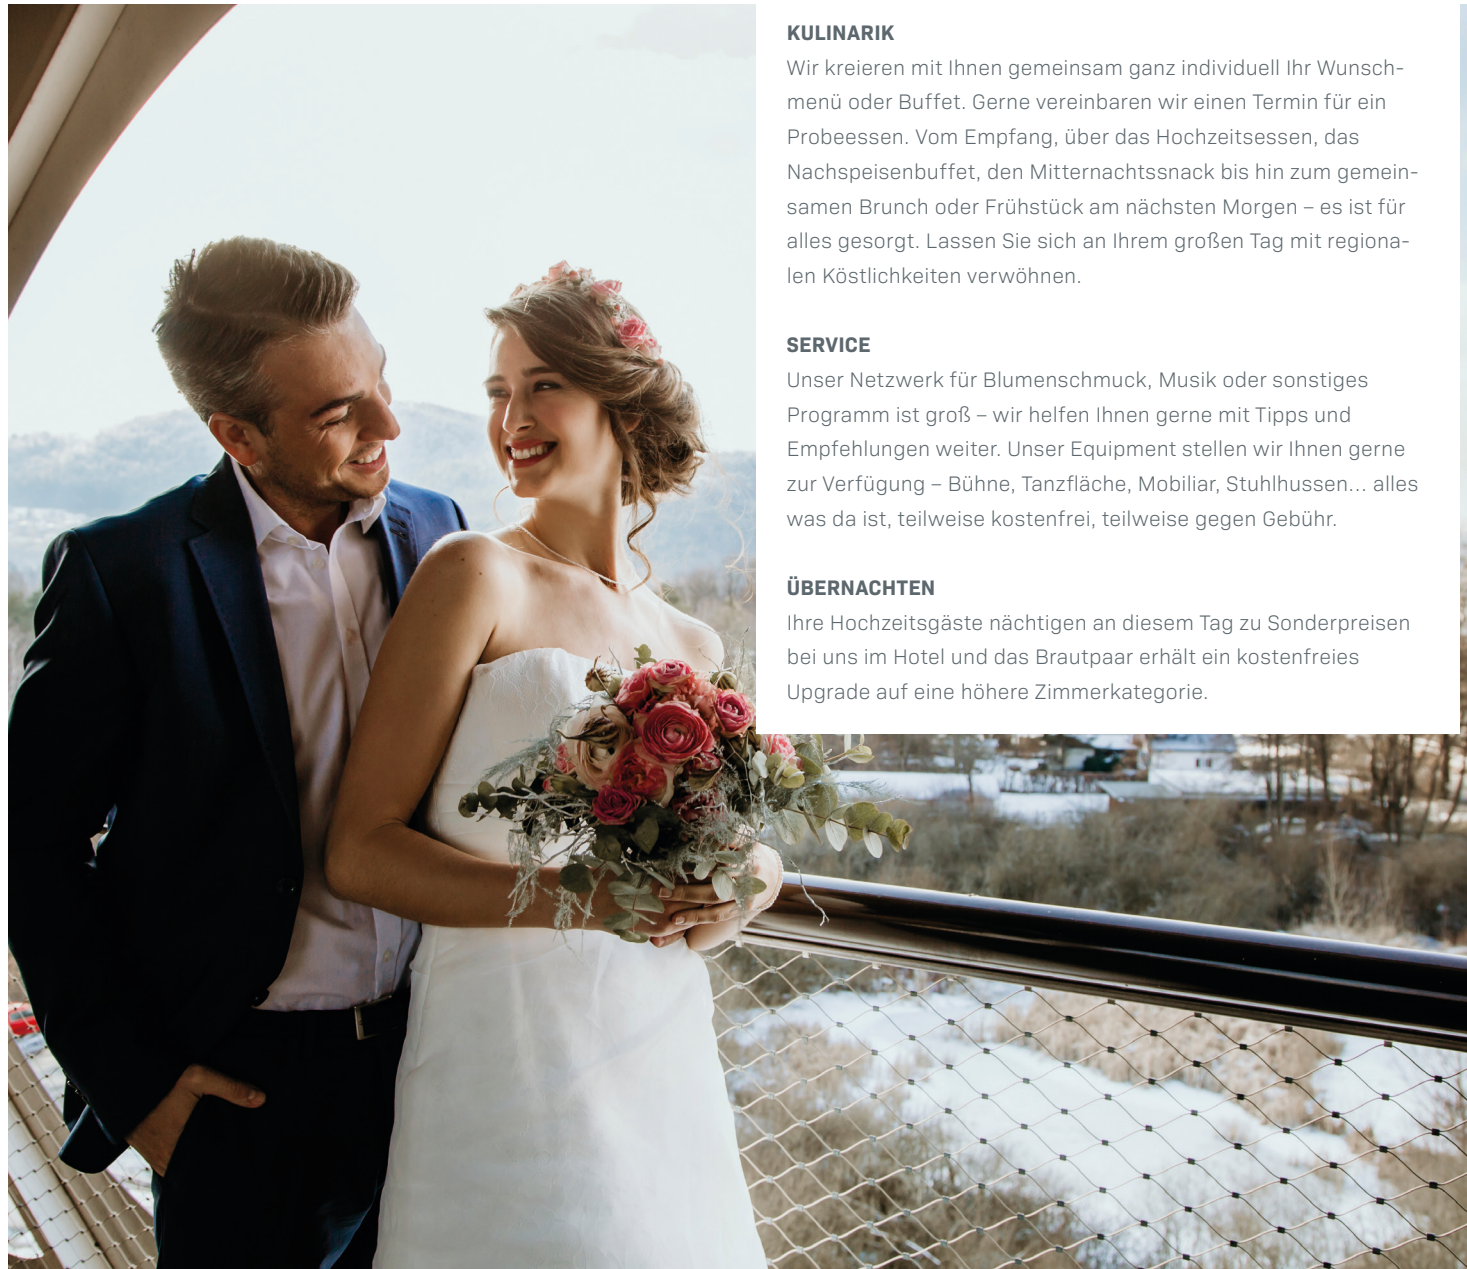 KULINARIK
Wir kreieren mit Ihnen gemeinsam ganz individuell Ihr Wunsch-
menü oder Buffet. Gerne vereinbaren wir einen Termin für ein
Probeessen. Vom Empfang, über das Hochzeitsessen, das
Nachspeisenbuffet, den Mitternachtssnack bis hin zum gemein-
samen Brunch oder Frühstück am nächsten Morgen – es ist für
alles gesorgt. Lassen Sie sich an Ihrem großen Tag mit regiona-
len Köstlichkeiten verwöhnen.
SERVICE
Unser Netzwerk für Blumenschmuck, Musik oder sonstiges
Programm ist groß – wir helfen Ihnen gerne mit Tipps und
Empfehlungen weiter. Unser Equipment stellen wir Ihnen gerne
zur Verfügung – Bühne, Tanzfläche, Mobiliar, Stuhlhussen... alles
was da ist, teilweise kostenfrei, teilweise gegen Gebühr.
ÜBERNACHTEN
Ihre Hochzeitsgäste nächtigen an diesem Tag zu Sonderpreisen
bei uns im Hotel und das Brautpaar erhält ein kostenfreies
Upgrade auf eine höhere Zimmerkategorie.